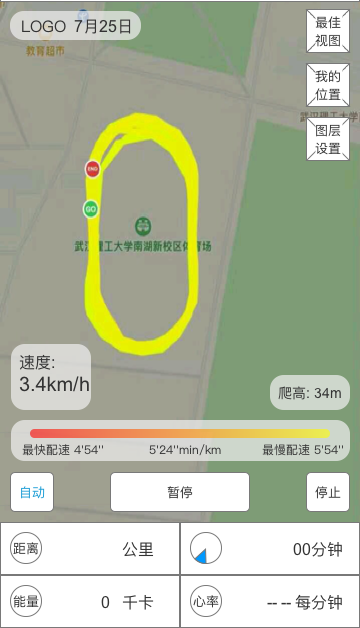 LOGO 7月25日
教育超市
最佳
视图
我的
位置
武汉理工大学
图层
设置
END
GO
武汉理工大学南湖新校区体育场
速度:
3.4km/h
爬高: 34m
最快配速 4'54'' 5'24''min/km 最慢配速 5'54''
自动 暂停 停止
距离 公里 00分钟
能量 0 千卡 心率 -- -- 每分钟